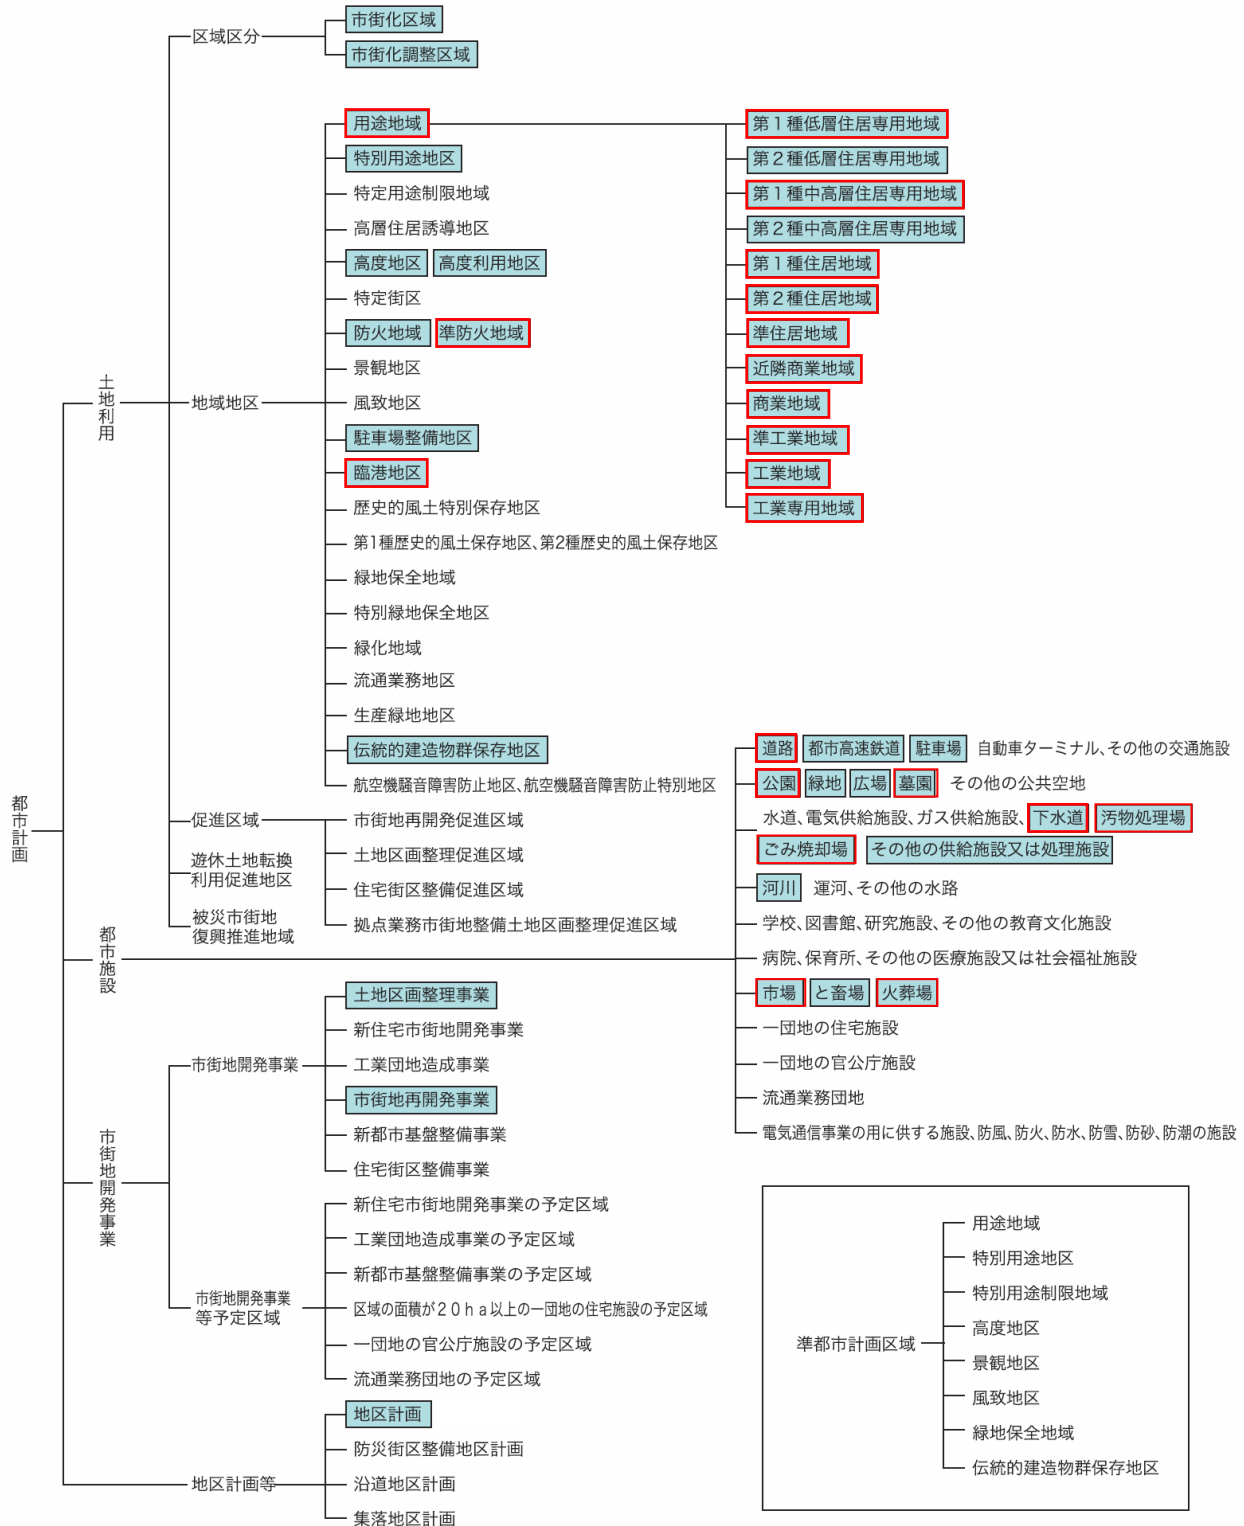 都市計画
土地利用
区域区分
市街化区域
市街化調整区域
地域地区
用途地域
特別用途地区
特定用途制限地域
高層住居誘導地区
高度地区 高度利用地区
特定街区
防火地域 準防火地域
景観地区
風致地区
駐車場整備地区
臨港地区
歴史的風土特別保存地区
第1種歴史的風土保存地区、第2種歴史的風土保存地区
緑地保全地域
特別緑地保全地区
緑化地域
流通業務地区
生産緑地地区
伝統的建造物群保存地区
航空機騒音障害防止地区、航空機騒音障害防止特別地区
第1種低層住居専用地域
第2種低層住居専用地域
第1種中高層住居専用地域
第2種中高層住居専用地域
第1種住居地域
第2種住居地域
準住居地域
近隣商業地域
商業地域
準工業地域
工業地域
工業専用地域
促進区域
市街地再開発促進区域
土地区画整理促進区域
住宅街区整備促進区域
拠点業務市街地整備土地区画整理促進区域
遊休土地転換
利用促進地区
被災市街地
復興推進地域
都市施設
道路 都市高速鉄道 駐車場 自動車ターミナル、その他の交通施設
公園 緑地 広場 墓園 その他の公共空地
水道、電気供給施設、ガス供給施設、下水道 汚物処理場
ごみ焼却場 その他の供給施設又は処理施設
河川 運河、その他の水路
学校、図書館、研究施設、その他の教育文化施設
病院、保育所、その他の医療施設又は社会福祉施設
市場 と畜場 火葬場
一団地の住宅施設
一団地の官公庁施設
流通業務団地
電気通信事業の用に供する施設、防風、防火、防水、防雪、防砂、防潮の施設
市街地開発事業
市街地開発事業
土地区画整理事業
新住宅市街地開発事業
工業団地造成事業
市街地再開発事業
新都市基盤整備事業
住宅街区整備事業
市街地開発事業
等予定区域
新住宅市街地開発事業の予定区域
工業団地造成事業の予定区域
新都市基盤整備事業の予定区域
区域の面積が20ha以上の一団地の住宅施設の予定区域
一団地の官公庁施設の予定区域
流通業務団地の予定区域
地区計画等
地区計画
防災街区整備地区計画
沿道地区計画
集落地区計画
準都市計画区域
用途地域
特別用途地区
特別用途制限地域
高度地区
景観地区
風致地区
緑地保全地域
伝統的建造物群保存地区